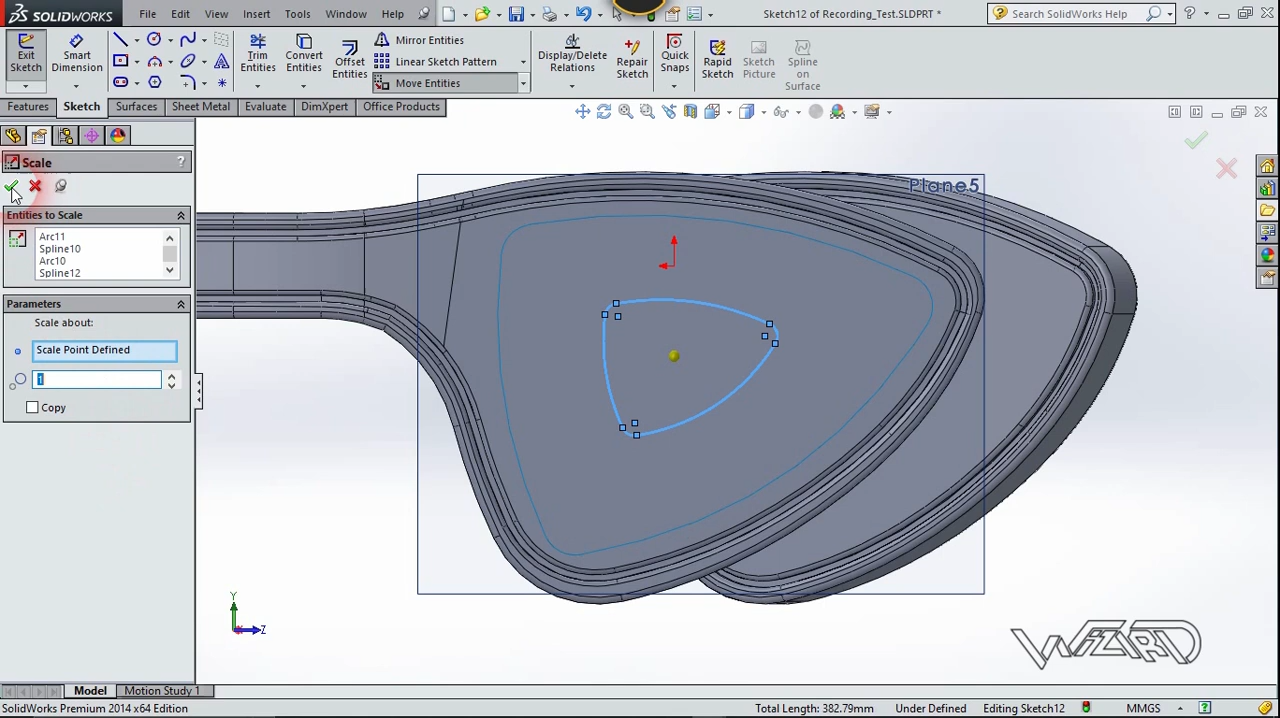 SOLIDWORKS File Edit View Insert Tools Window Help Sketch12 of Recording_Test.SLDPRT * Search SolidWorks Help
Exit Sketch
Smart Dimension
Trim Entities
Convert Entities
Offset Entities
Mirror Entities
Linear Sketch Pattern
Move Entities
Display/Delete Relations
Repair Sketch
Quick Snaps
Rapid Sketch
Sketch Picture
Spline on Surface
Features Sketch Surfaces Sheet Metal Evaluate DimXpert Office Products
Scale ?
Plane5
Entities to Scale
Arc11
Spline10
Arc10
Spline12
Parameters
Scale about:
Scale Point Defined
1
Copy
Y
Z
WIZARD
Model Motion Study 1
SolidWorks Premium 2014 x64 Edition Total Length: 382.79mm Under Defined Editing Sketch12 MMGS ?